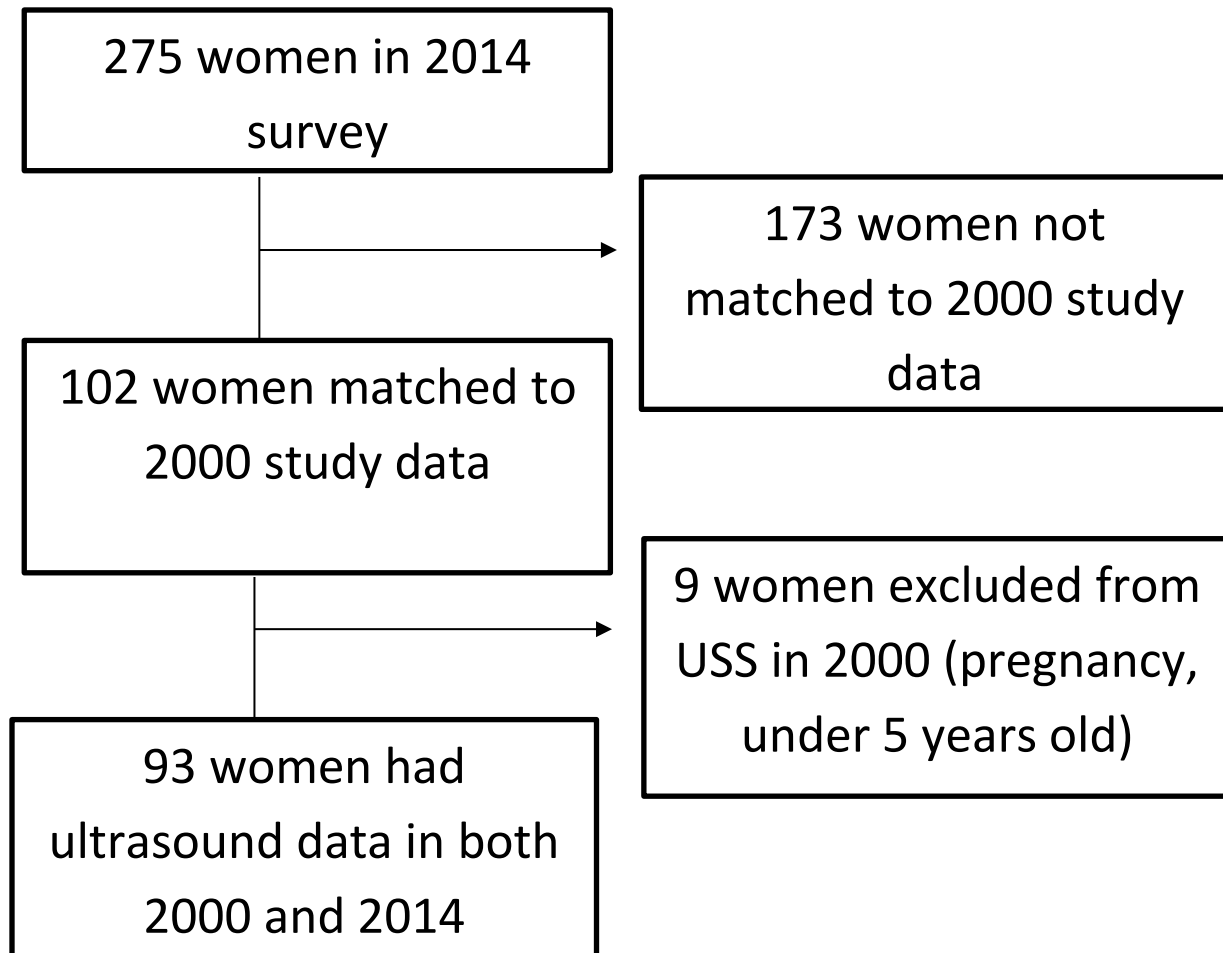 275 women in 2014
survey
173 women not
matched to 2000 study
data
102 women matched to
2000 study data
9 women excluded from
USS in 2000 (pregnancy,
under 5 years old)
93 women had
ultrasound data in both
2000 and 2014